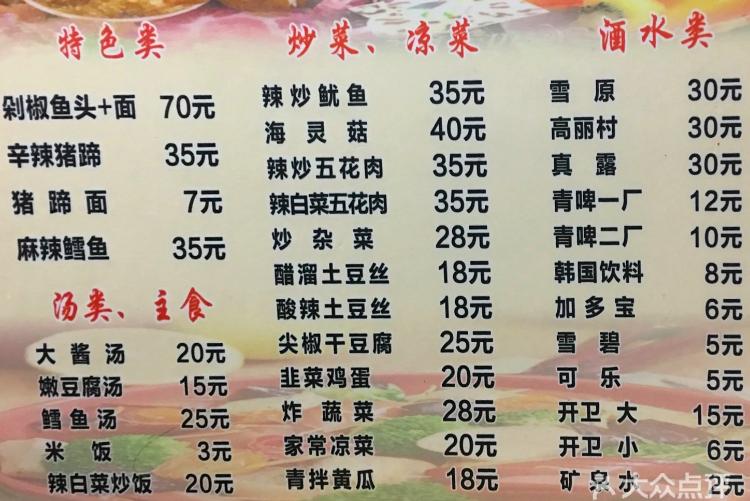 特色类
剁椒鱼头+面 70元
辛辣猪蹄 35元
猪蹄面 7元
麻辣鳕鱼 35元
汤类、主食
大酱汤 20元
嫩豆腐汤 15元
鳕鱼汤 25元
米饭 3元
辣白菜炒饭 20元
炒菜、凉菜
辣炒鱿鱼 35元
海灵菇 40元
辣炒五花肉 35元
辣白菜五花肉 35元
炒杂菜 28元
醋溜土豆丝 18元
酸辣土豆丝 18元
尖椒干豆腐 25元
韭菜鸡蛋 20元
炸蔬菜 28元
家常凉菜 20元
青拌黄瓜 18元
酒水类
雪原 30元
高丽村 30元
真露 30元
青啤一厂 12元
青啤二厂 10元
韩国饮料 8元
加多宝 6元
雪碧 5元
可乐 5元
开卫大 15元
开卫小 6元
矿泉水 2元
大众点评